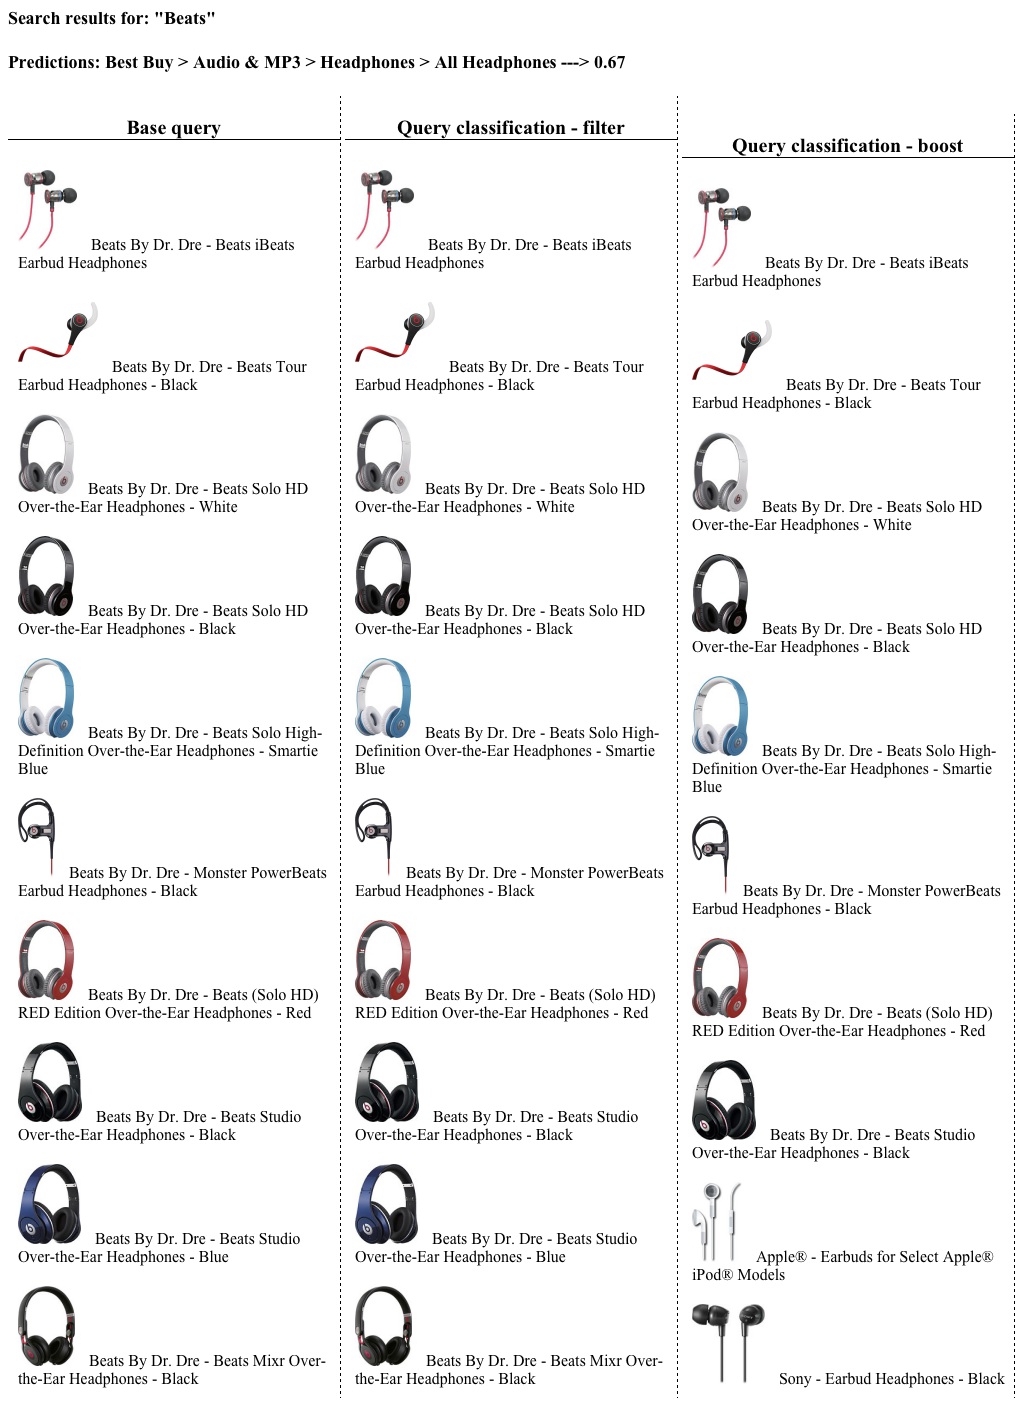 Search results for: "Beats"
Predictions: Best Buy > Audio & MP3 > Headphones > All Headphones ---> 0.67
Base query
Beats By Dr. Dre - Beats iBeats
Earbud Headphones
Beats By Dr. Dre - Beats Tour
Earbud Headphones - Black
Beats By Dr. Dre - Beats Solo HD
Over-the-Ear Headphones - White
Beats By Dr. Dre - Beats Solo HD
Over-the-Ear Headphones - Black
Beats By Dr. Dre - Beats Solo High-
Definition Over-the-Ear Headphones - Smartie
Blue
Beats By Dr. Dre - Monster PowerBeats
Earbud Headphones - Black
Beats By Dr. Dre - Beats (Solo HD)
RED Edition Over-the-Ear Headphones - Red
Beats By Dr. Dre - Beats Studio
Over-the-Ear Headphones - Black
Beats By Dr. Dre - Beats Studio
Over-the-Ear Headphones - Blue
Beats By Dr. Dre - Beats Mixr Over-
the-Ear Headphones - Black
Query classification - filter
Beats By Dr. Dre - Beats iBeats
Earbud Headphones
Beats By Dr. Dre - Beats Tour
Earbud Headphones - Black
Beats By Dr. Dre - Beats Solo HD
Over-the-Ear Headphones - White
Beats By Dr. Dre - Beats Solo HD
Over-the-Ear Headphones - Black
Beats By Dr. Dre - Beats Solo High-
Definition Over-the-Ear Headphones - Smartie
Blue
Beats By Dr. Dre - Monster PowerBeats
Earbud Headphones - Black
Beats By Dr. Dre - Beats (Solo HD)
RED Edition Over-the-Ear Headphones - Red
Beats By Dr. Dre - Beats Studio
Over-the-Ear Headphones - Black
Beats By Dr. Dre - Beats Studio
Over-the-Ear Headphones - Blue
Beats By Dr. Dre - Beats Mixr Over-
the-Ear Headphones - Black
Query classification - boost
Beats By Dr. Dre - Beats iBeats
Earbud Headphones
Beats By Dr. Dre - Beats Tour
Earbud Headphones - Black
Beats By Dr. Dre - Beats Solo HD
Over-the-Ear Headphones - White
Beats By Dr. Dre - Beats Solo HD
Over-the-Ear Headphones - Black
Beats By Dr. Dre - Beats Solo High-
Definition Over-the-Ear Headphones - Smartie
Blue
Beats By Dr. Dre - Monster PowerBeats
Earbud Headphones - Black
Beats By Dr. Dre - Beats (Solo HD)
RED Edition Over-the-Ear Headphones - Red
Beats By Dr. Dre - Beats Studio
Over-the-Ear Headphones - Black
Apple® - Earbuds for Select Apple®
iPod® Models
Sony - Earbud Headphones - Black